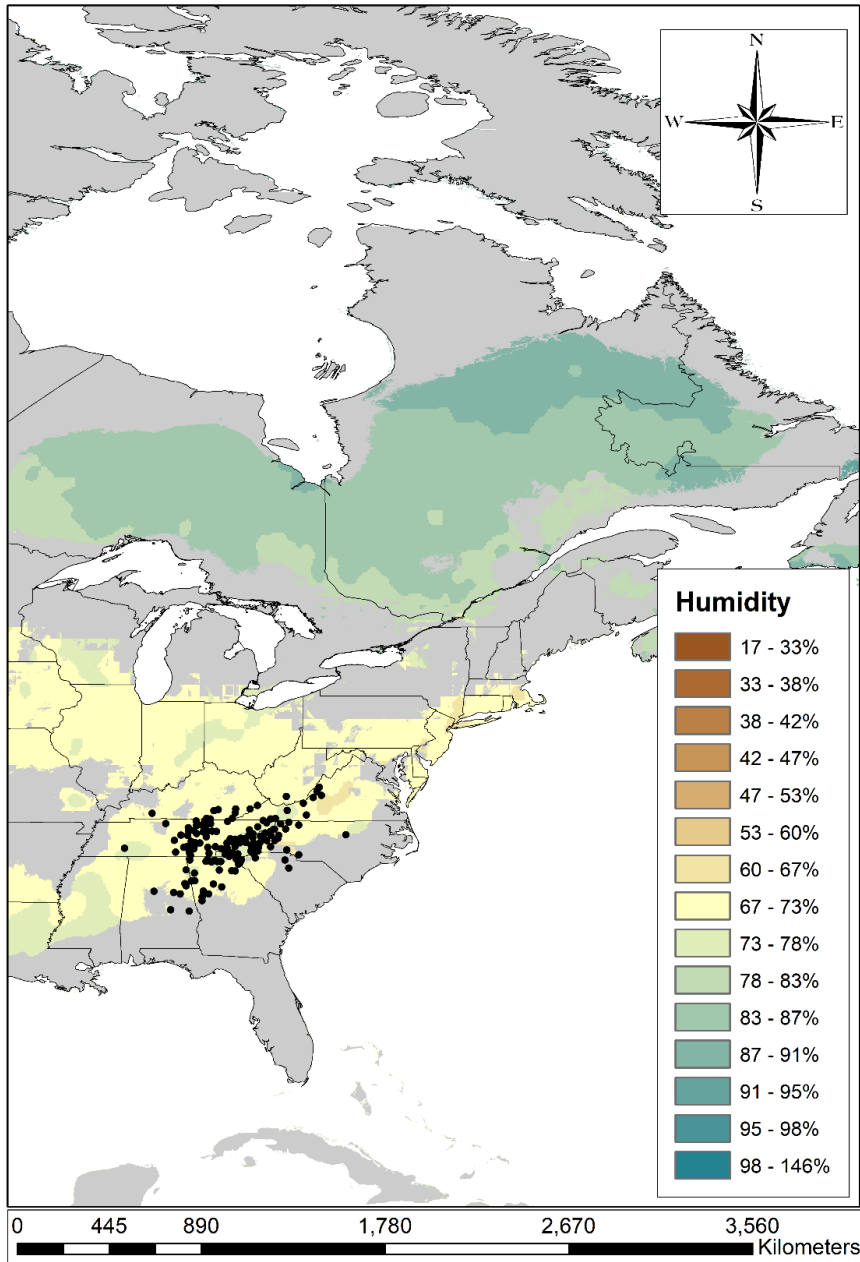 N
W E
S
Humidity
17 - 33%
33 - 38%
38 - 42%
42 - 47%
47 - 53%
53 - 60%
60 - 67%
67 - 73%
73 - 78%
78 - 83%
83 - 87%
87 - 91%
91 - 95%
95 - 98%
98 - 146%
0 445 890 1,780 2,670 3,560
Kilometers